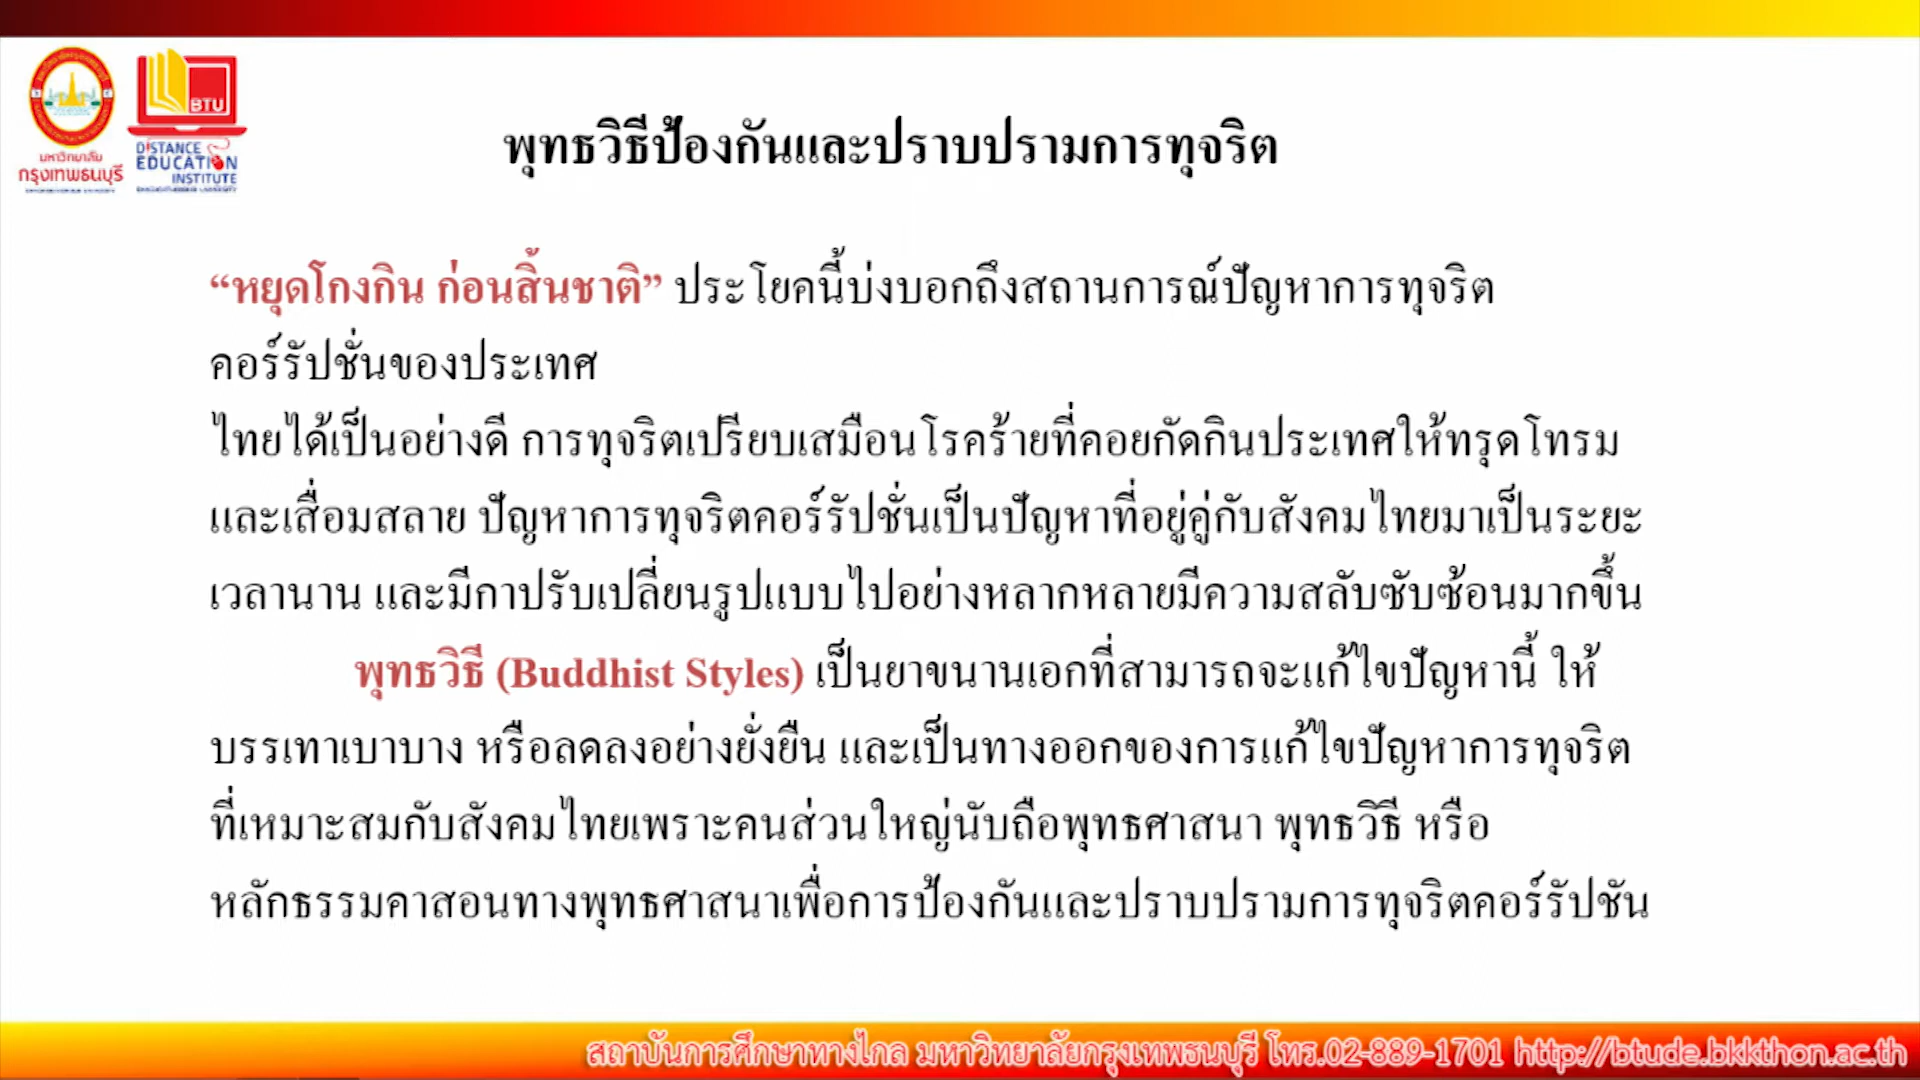 มหาวิทยาลัย
กรุงเทพธนบุรี
BTU
DISTANCE
EDUCATION
INSTITUTE
พุทธวิธีป้องกันและปราบปรามการทุจริต
“หยุดโกงกิน ก่อนสิ้นชาติ” ประโยคนี้บ่งบอกถึงสถานการณ์ปัญหาการทุจริต
คอร์รัปชั่นของประเทศ
ไทยได้เป็นอย่างดี การทุจริตเปรียบเสมือนโรคร้ายที่คอยกัดกินประเทศให้ทรุดโทรม
และเสื่อมสลาย ปัญหาการทุจริตคอร์รัปชั่นเป็นปัญหาที่อยู่คู่กับสังคมไทยมาเป็นระยะ
เวลานาน และมีกาปรับเปลี่ยนรูปแบบไปอย่างหลากหลายมีความสลับซับซ้อนมากขึ้น
พุทธวิธี (Buddhist Styles) เป็นยาขนานเอกที่สามารถจะแก้ไขปัญหานี้ ให้
บรรเทาเบาบาง หรือลดลงอย่างยั่งยืน และเป็นทางออกของการแก้ไขปัญหาการทุจริต
ที่เหมาะสมกับสังคมไทยเพราะคนส่วนใหญ่นับถือพุทธศาสนา พุทธวิธี หรือ
หลักธรรมคาสอนทางพุทธศาสนาเพื่อการป้องกันและปราบปรามการทุจริตคอร์รัปชัน
สถาบันการศึกษาทางไกล มหาวิทยาลัยกรุงเทพธนบุรี โทร.02-889-1701 http://btude.bkkthon.ac.th